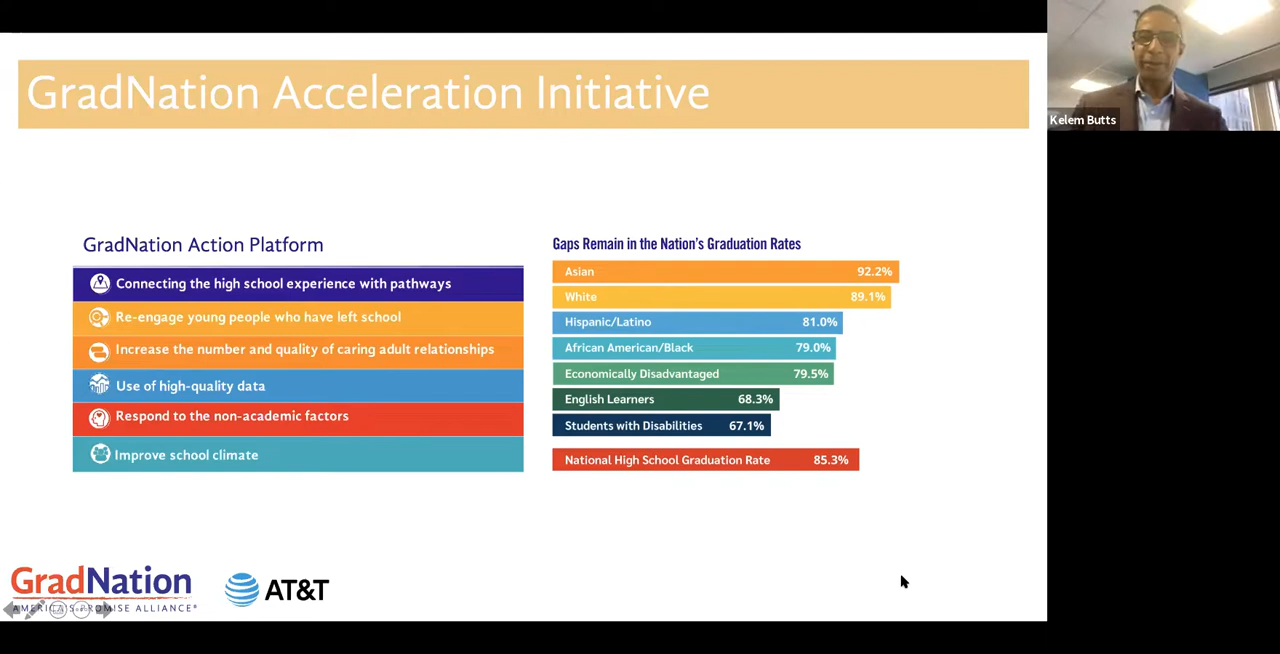 GradNation Acceleration Initiative
Kelem Butts
GradNation Action Platform
Connecting the high school experience with pathways
Re-engage young people who have left school
Increase the number and quality of caring adult relationships
Use of high-quality data
Respond to the non-academic factors
Improve school climate
Gaps Remain in the Nation's Graduation Rates
Asian 92.2%
White 89.1%
Hispanic/Latino 81.0%
African American/Black 79.0%
Economically Disadvantaged 79.5%
English Learners 68.3%
Students with Disabilities 67.1%
National High School Graduation Rate 85.3%
GradNation
AMERICA'S PROMISE ALLIANCE®
AT&T